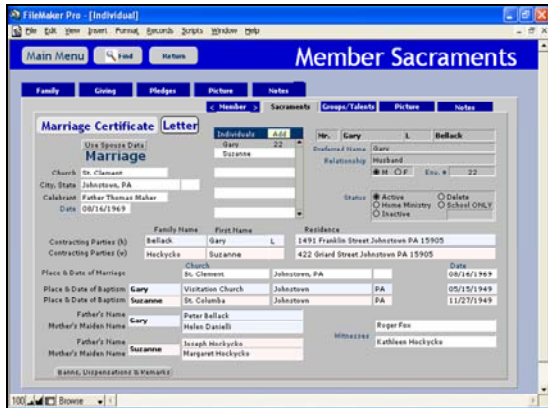 FileMaker Pro - [Individual]
File Edit View Insert Format Records Scripts Window Help
Main Menu Find Return Member Sacraments
Family Giving Pledges Picture Notes
< Member > Sacraments Groups/Talents Picture Notes
Marriage Certificate Letter
Individuals Add
Gary 22
Suzanne
Mr. Gary L Bellack
Preferred Name Gary
Relationship Husband
M F Env. # 22
Use Spouse Data
Marriage
Church St. Clement
City, State Johnstown, PA
Celebrant Father Thomas Maher
Date 08/16/1969
Status Active Delete
Home Ministry School ONLY
Inactive
Family Name First Name Residence
Contracting Parties (h) Bellack Gary L 1491 Franklin Street Johnstown PA 15905
Contracting Parties (w) Hockycko Suzanne 422 Griard Street Johnstown PA 15905
Church Date
Place & Date of Marriage St. Clement Johnstown, PA 08/16/1969
Place & Date of Baptism Gary Visitation Church Johnstown PA 05/15/1949
Place & Date of Baptism Suzanne St. Columba Johnstown PA 11/27/1949
Father's Name Peter Bellack
Gary
Mother's Maiden Name Helen Danielli
Father's Name Joseph Hockycko
Suzanne
Mother's Maiden Name Margaret Hockycko
Witnesses
Roger Fox
Kathleen Hockycko
Banns, Dispensations & Remarks
100 Browse